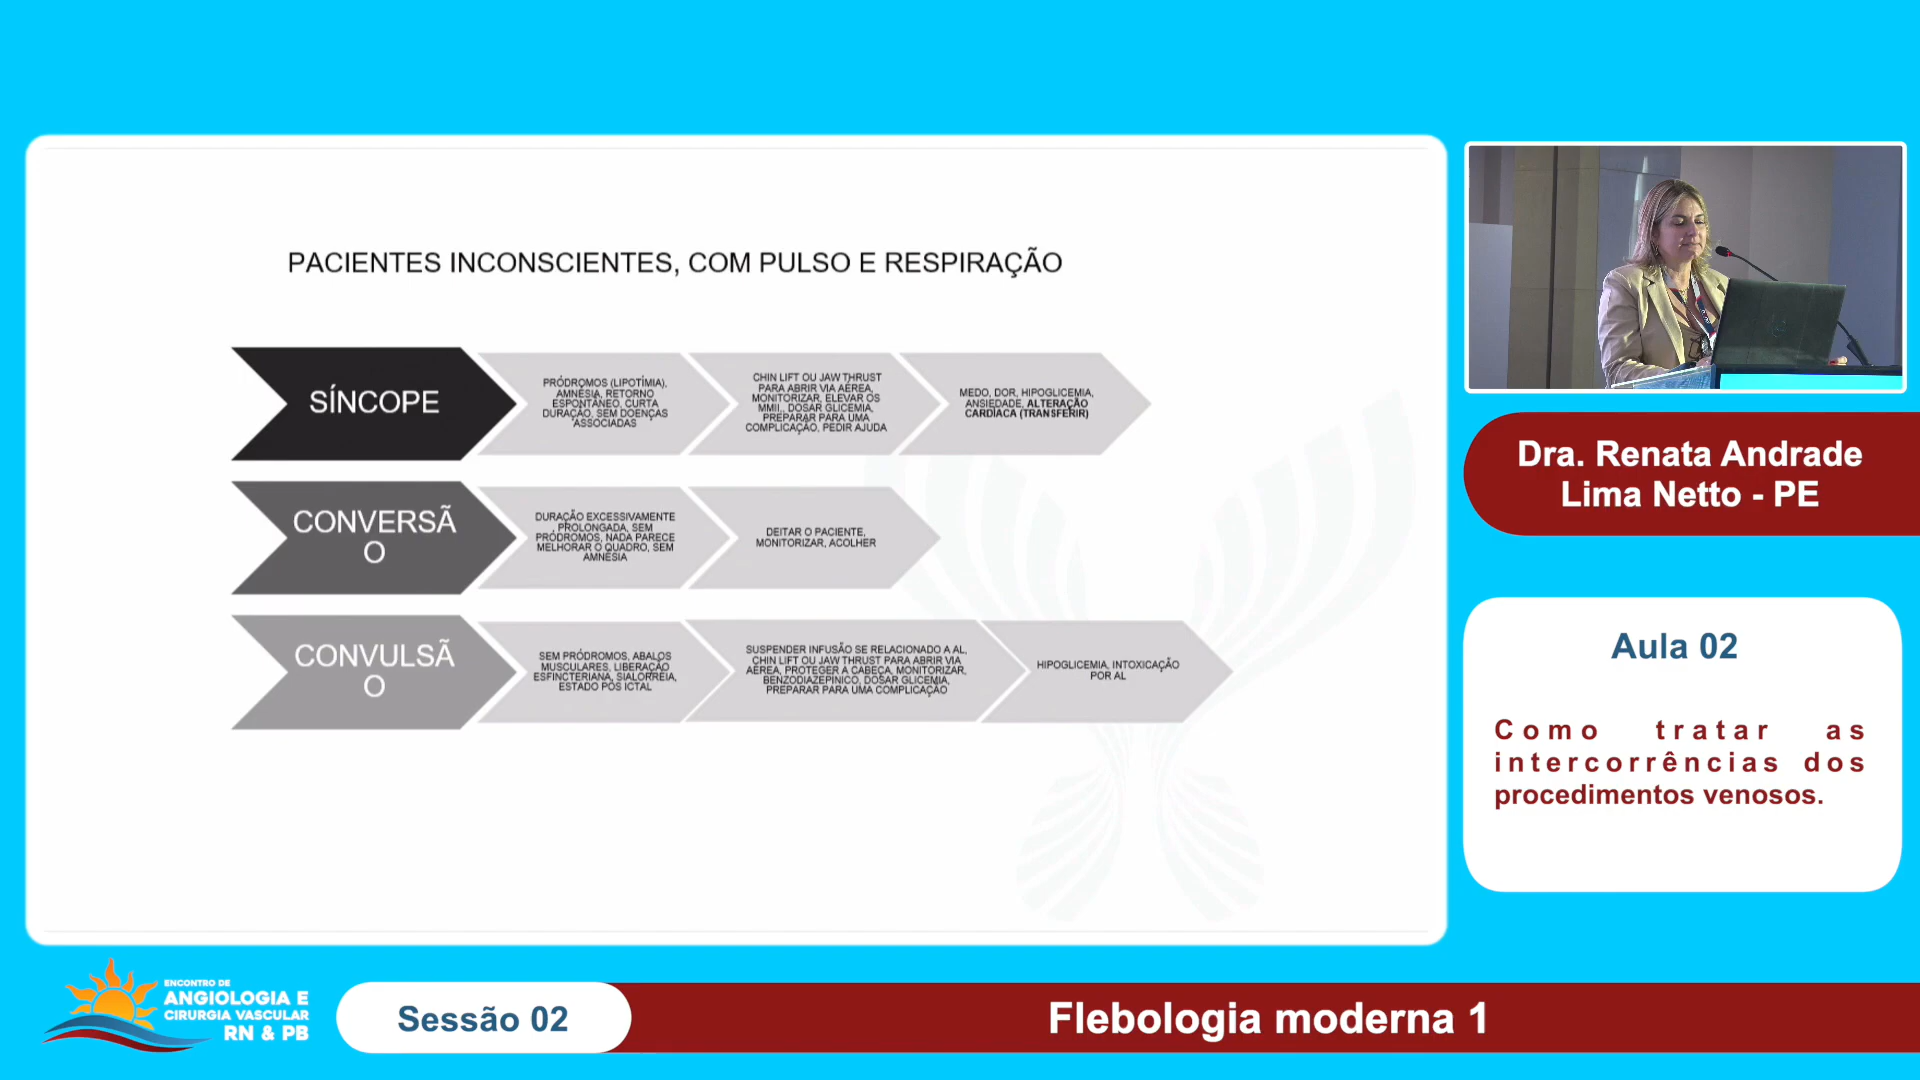 PACIENTES INCONSCIENTES, COM PULSO E RESPIRAÇÃO
SÍNCOPE
PRÓDROMOS (LIPOTÍMIA),
AMNÉSIA, RETORNO
ESPONTÂNEO, CURTA
DURAÇÃO, SEM DOENÇAS
ASSOCIADAS
CHIN LIFT OU JAW THRUST
PARA ABRIR VIA AÉREA,
MONITORIZAR, ELEVAR OS
MMII,, DOSAR GLICEMIA,
PREPARAR PARA UMA
COMPLICAÇÃO, PEDIR AJUDA
MEDO, DOR, HIPOGLICEMIA,
ANSIEDADE, ALTERAÇÃO
CARDÍACA (TRANSFERIR)
CONVERSÃ
O
DURAÇÃO EXCESSIVAMENTE
PROLONGADA, SEM
PRÓDROMOS, NADA PARECE
MELHORAR O QUADRO, SEM
AMNÉSIA
DEITAR O PACIENTE,
MONITORIZAR, ACOLHER
CONVULSÃ
O
SEM PRÓDROMOS, ABALOS
MUSCULARES, LIBERAÇÃO
ESFINCTERIANA, SIALORRÉIA,
ESTADO PÓS ICTAL
SUSPENDER INFUSÃO SE RELACIONADO A AL,
CHIN LIFT OU JAW THRUST PARA ABRIR VIA
AÉREA, PROTEGER A CABEÇA, MONITORIZAR,
BENZODIAZEPÍNICO, DOSAR GLICEMIA,
PREPARAR PARA UMA COMPLICAÇÃO
HIPOGLICEMIA, INTOXICAÇÃO
POR AL
Dra. Renata Andrade
Lima Netto - PE
Aula 02
Como tratar as
intercorrências dos
procedimentos venosos.
ENCONTRO DE
ANGIOLOGIA E
CIRURGIA VASCULAR
RN & PB
Sessão 02
Flebologia moderna 1